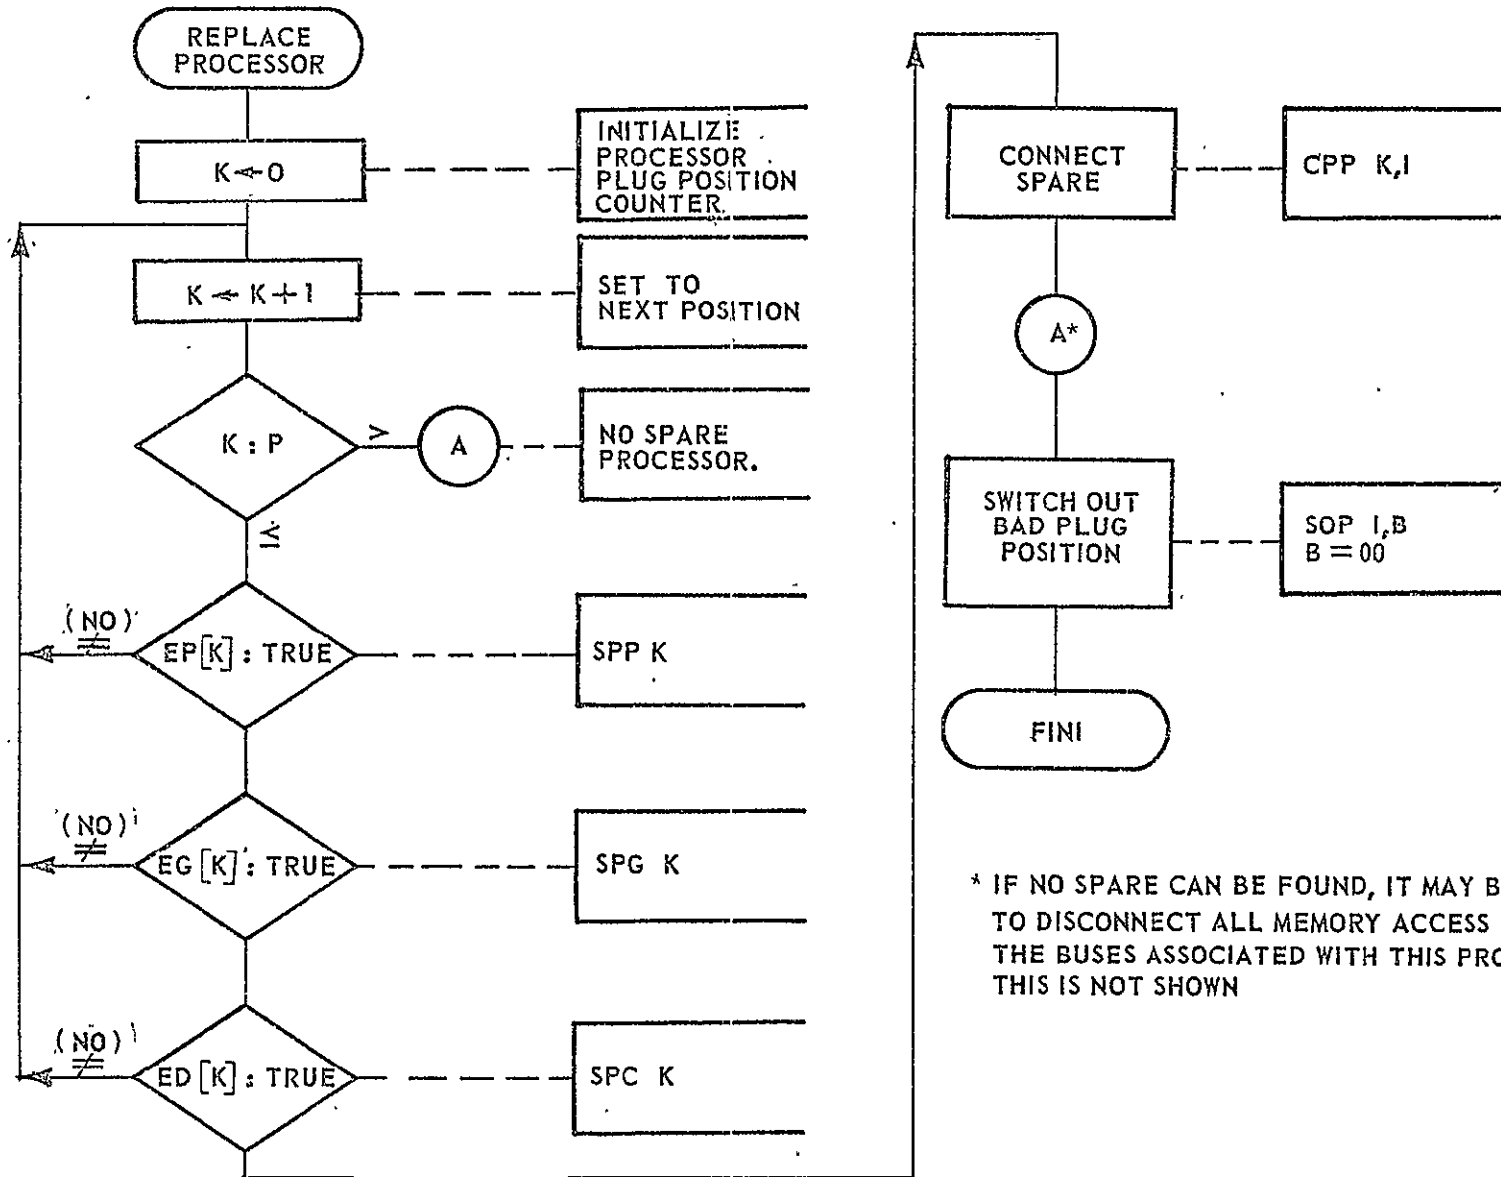 REPLACE
PROCESSOR
K ← 0
INITIALIZE
PROCESSOR
PLUG POSITION
COUNTER.
K ← K + 1
SET TO
NEXT POSITION
K : P
>
A
NO SPARE
PROCESSOR.
≤
(NO)
≠
EP[K] : TRUE
SPP K
(NO)
≠
EG[K] : TRUE
SPG K
(NO)
≠
ED[K] : TRUE
SPC K
CONNECT
SPARE
CPP K,I
A*
SWITCH OUT
BAD PLUG
POSITION
SOP I,B
B = 00
FINI
* IF NO SPARE CAN BE FOUND, IT MAY B
TO DISCONNECT ALL MEMORY ACCESS
THE BUSES ASSOCIATED WITH THIS PRO
THIS IS NOT SHOWN